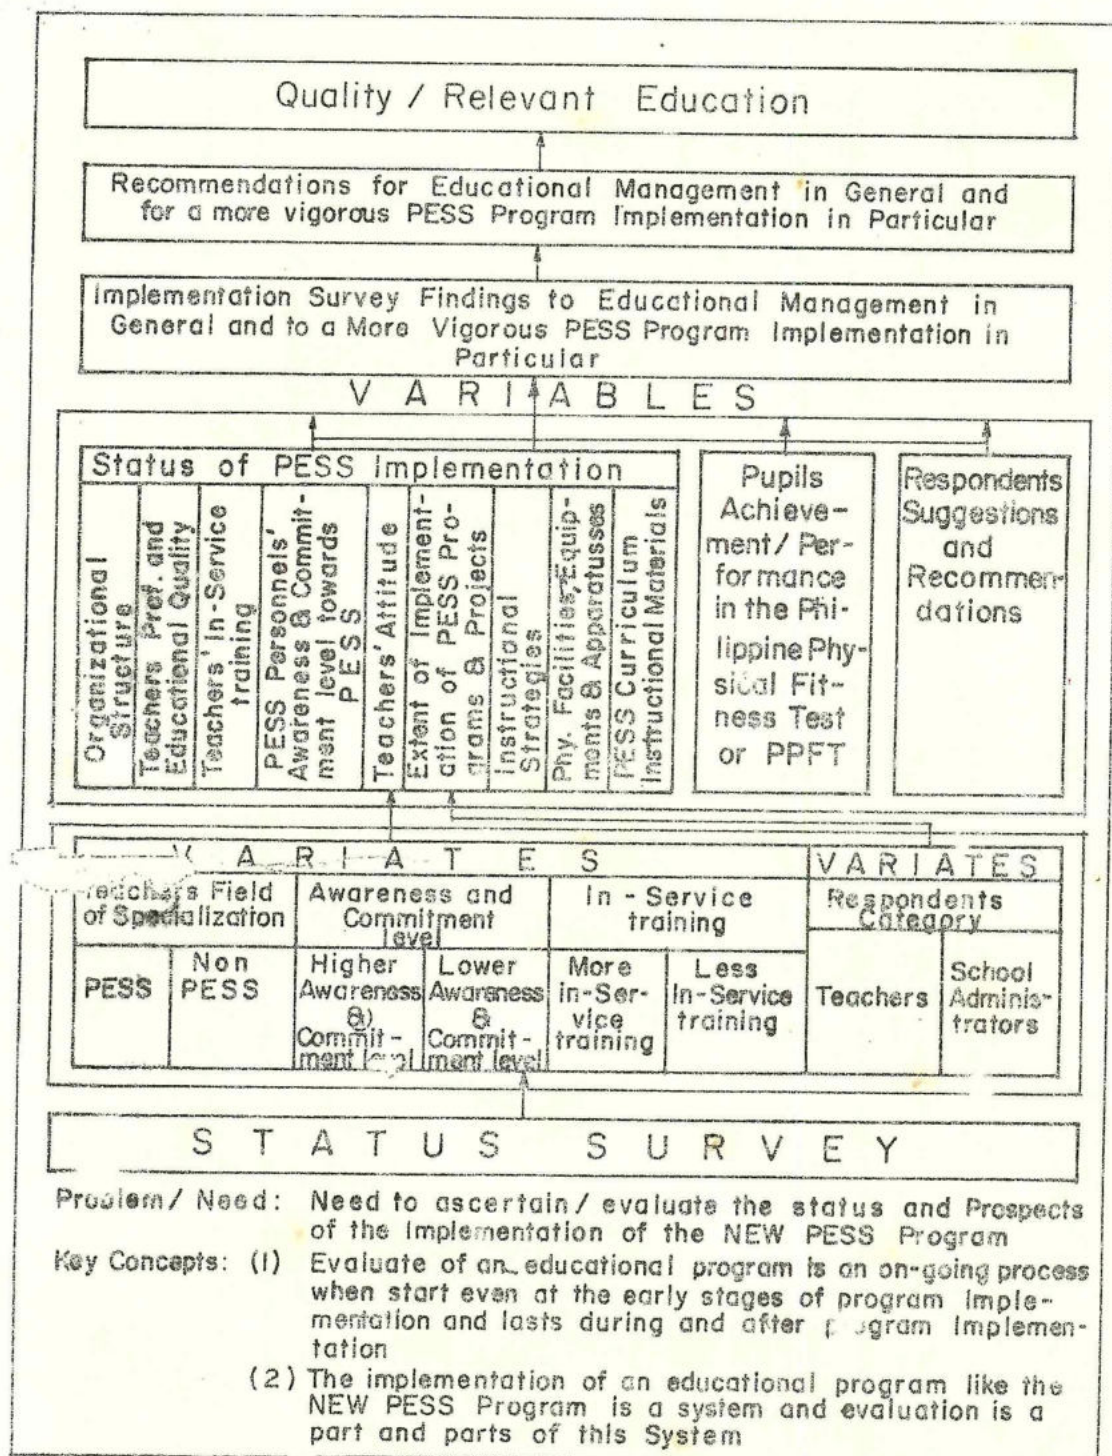 Quality / Relevant Education
Recommendations for Educational Management in General and
for a more vigorous PESS Program Implementation in Particular
Implementation Survey Findings to Educational Management in
General and to a More Vigorous PESS Program Implementation in
Particular
VARIABLES
Status of PESS Implementation
Organizational
Structure
Teachers Pref. and
Educational Quality
Teachers' In-Service
training
PESS Personnels'
Awareness & Commit-
ment level towards
PESS
Teachers' Attitude
Extent of Implement-
ation of PESS Pro-
grams & Projects
Instructional
Strategies
Phy. Facilities, Equip-
monts & Apparatusses
PESS Curriculum
Instructional Materials
Pupils
Achieve-
ment/ Per-
formance
in the Phi-
lippine Phy-
sical Fit-
ness Test
or PPFT
Respondents
Suggestions
and
Recommen-
dations
VARIATES
Teachers Field
of Specialization
Awareness and
Commitment
level
In - Service
training
PESS
Non
PESS
Higher
Awareness
&
Commit-
ment level
Lower
Awareness
&
Commit-
ment level
More
in-Ser-
vice
training
Less
In-Service
training
VARIATES
Respondents
Category
Teachers
School
Adminis-
trators
STATUS SURVEY
Problem/ Need: Need to ascertain/ evaluate the status and Prospects
of the Implementation of the NEW PESS Program
Key Concepts: (1) Evaluate of an educational program is an on-going process
when start even at the early stages of program Imple-
mentation and lasts during and after program Implemen-
tation
(2) The implementation of an educational program like the
NEW PESS Program is a system and evaluation is a
part and parts of this System